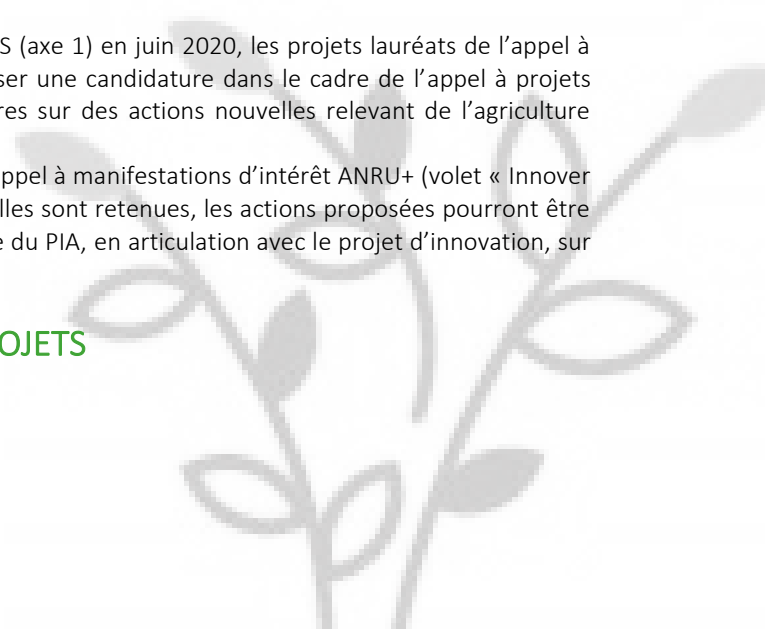 S (axe 1) en juin 2020, les projets lauréats de l’appel à
ser une candidature dans le cadre de l’appel à projets
res sur des actions nouvelles relevant de l’agriculture
ppel à manifestations d’intérêt ANRU+ (volet « Innover
lles sont retenues, les actions proposées pourront être
e du PIA, en articulation avec le projet d’innovation, sur
OJETS